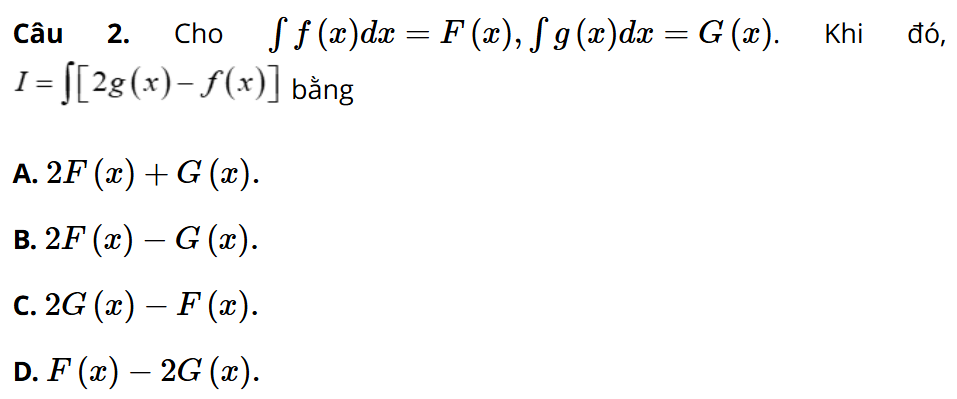 Câu 2. Cho ∫ f (x)dx = F (x), ∫ g (x)dx = G (x). Khi đó,
I = ∫[2g(x) − f(x)] bằng
A. 2F (x) + G (x).
B. 2F (x) − G (x).
C. 2G (x) − F (x).
D. F (x) − 2G (x).